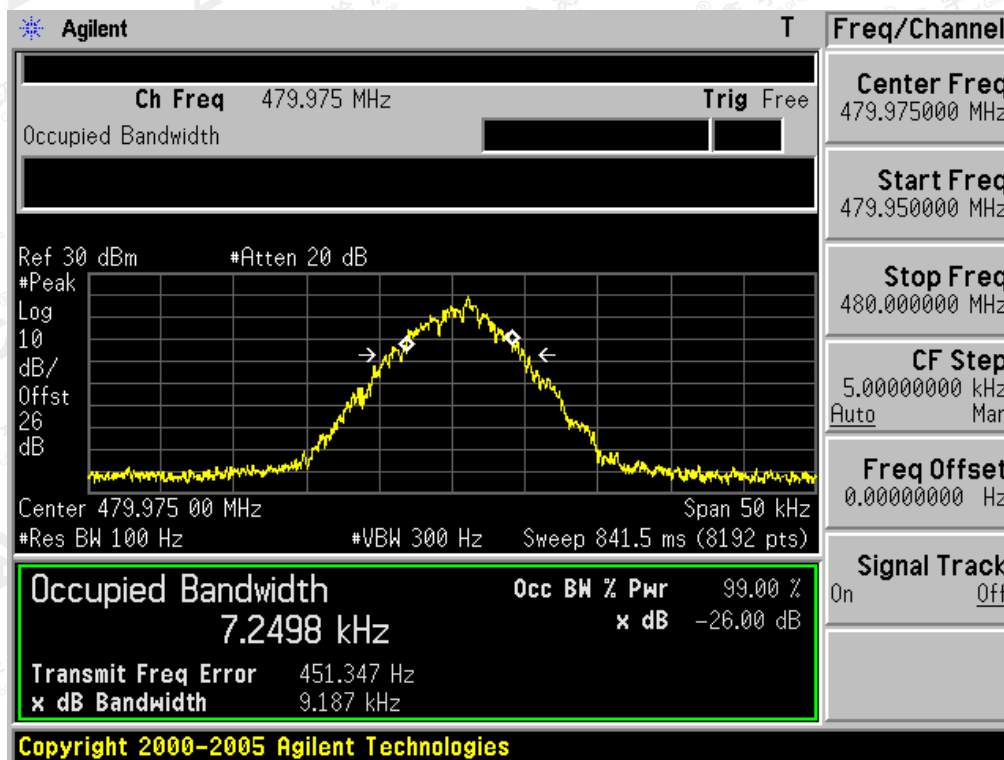 Agilent T Freq/Channel
Ch Freq 479.975 MHz Trig Free
Occupied Bandwidth
Center Freq
479.975000 MHz
Start Freq
479.950000 MHz
Stop Freq
480.000000 MHz
CF Step
5.00000000 kHz
Auto Man
Freq Offset
0.00000000 Hz
Signal Track
On Off
Ref 30 dBm #Atten 20 dB
#Peak
Log
10
dB/
Offst
26
dB
Center 479.975 00 MHz Span 50 kHz
#Res BW 100 Hz #VBW 300 Hz Sweep 841.5 ms (8192 pts)
Occupied Bandwidth Occ BW % Pwr 99.00 %
7.2498 kHz x dB -26.00 dB
Transmit Freq Error 451.347 Hz
x dB Bandwidth 9.187 kHz
Copyright 2000-2005 Agilent Technologies